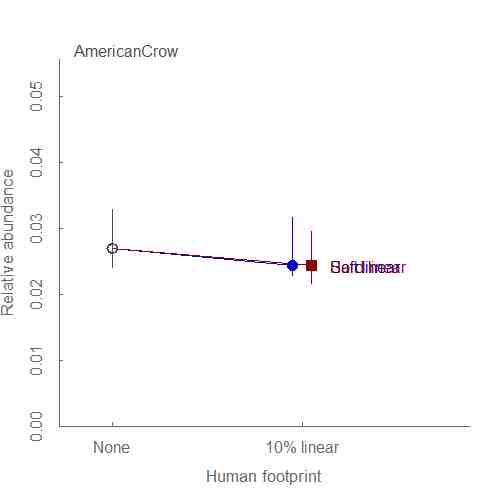 AmericanCrow
Relative abundance
0.05
0.04
0.03
0.02
0.01
0.00
None
10% linear
Human footprint